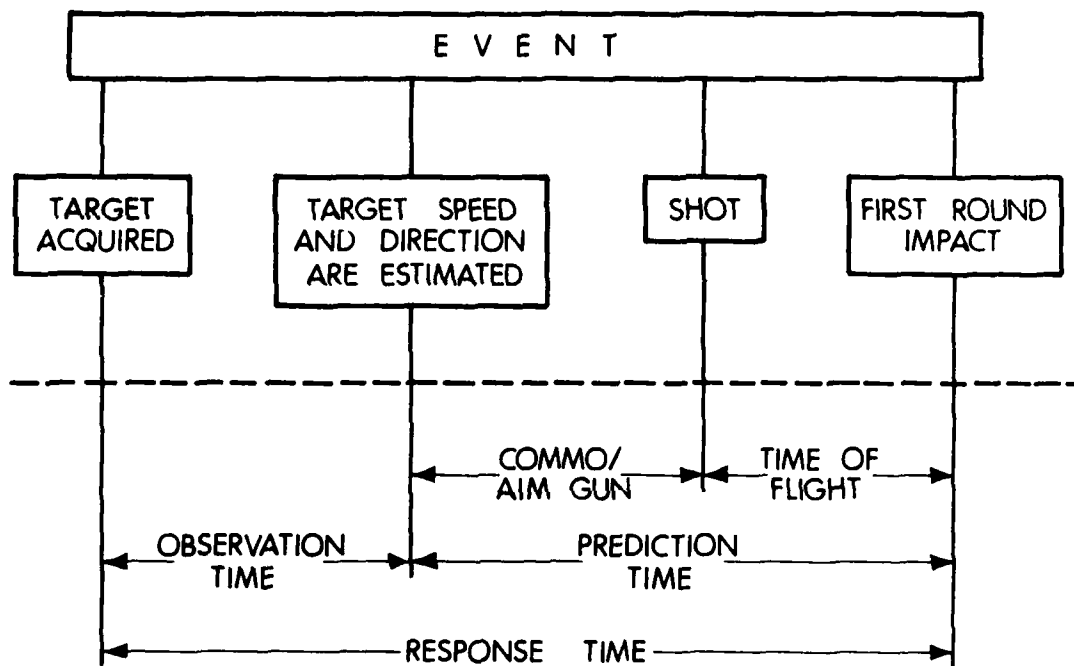 EVENT
TARGET
ACQUIRED
TARGET SPEED
AND DIRECTION
ARE ESTIMATED
SHOT
FIRST ROUND
IMPACT
COMMO/
AIM GUN
TIME OF
FLIGHT
OBSERVATION
TIME
PREDICTION
TIME
RESPONSE TIME